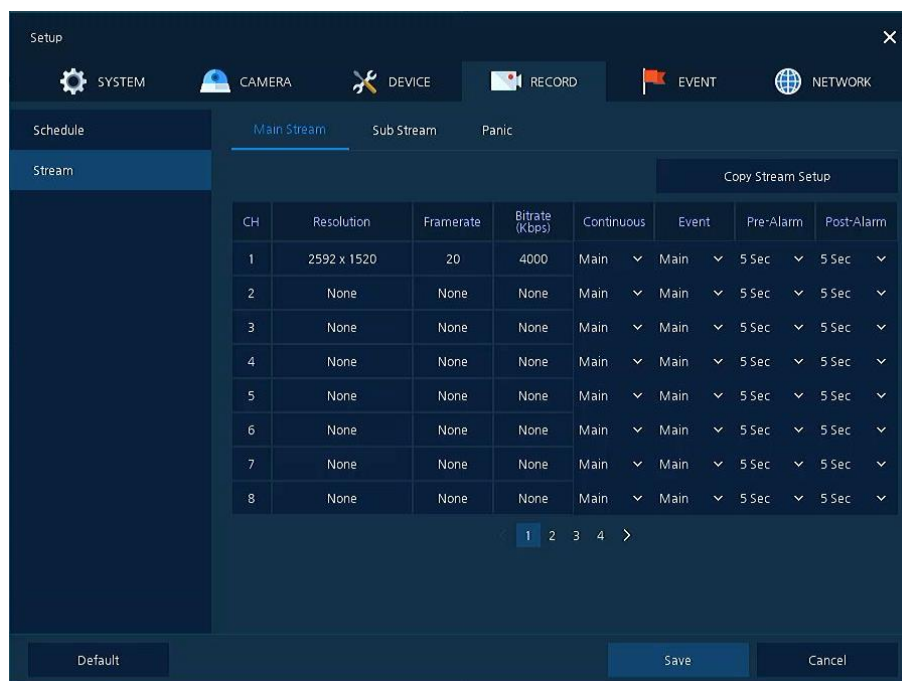 Setup
SYSTEM CAMERA DEVICE RECORD EVENT NETWORK
Schedule
Stream
Main Stream Sub Stream Panic
Copy Stream Setup
CH Resolution Framerate Bitrate (Kbps) Continuous Event Pre-Alarm Post-Alarm
1 2592 x 1520 20 4000 Main Main 5 Sec 5 Sec
2 None None None Main Main 5 Sec 5 Sec
3 None None None Main Main 5 Sec 5 Sec
4 None None None Main Main 5 Sec 5 Sec
5 None None None Main Main 5 Sec 5 Sec
6 None None None Main Main 5 Sec 5 Sec
7 None None None Main Main 5 Sec 5 Sec
8 None None None Main Main 5 Sec 5 Sec
1 2 3 4
Default Save Cancel